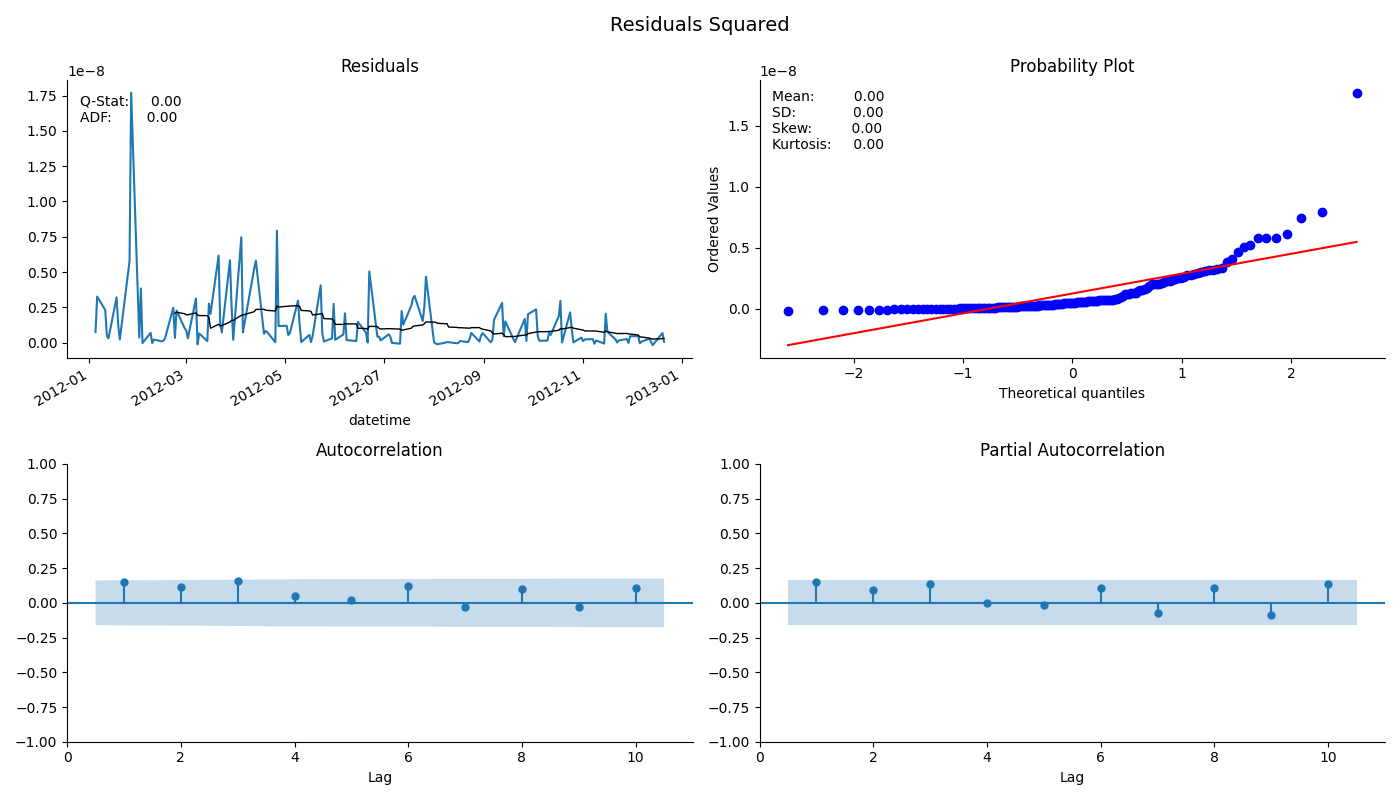 Residuals Squared
Residuals
1e−8
Q-Stat: 0.00
ADF: 0.00
1.75
1.50
1.25
1.00
0.75
0.50
0.25
0.00
2012-01
2012-03
2012-05
2012-07
2012-09
2012-11
2013-01
datetime
Probability Plot
1e−8
Mean: 0.00
SD: 0.00
Skew: 0.00
Kurtosis: 0.00
Ordered Values
1.5
1.0
0.5
0.0
−2 −1 0 1 2
Theoretical quantiles
Autocorrelation
1.00
0.75
0.50
0.25
0.00
−0.25
−0.50
−0.75
−1.00
0 2 4 6 8 10
Lag
Partial Autocorrelation
1.00
0.75
0.50
0.25
0.00
−0.25
−0.50
−0.75
−1.00
0 2 4 6 8 10
Lag